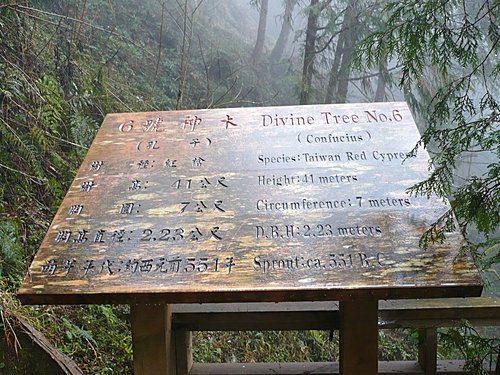 6號神木 Divine Tree No.6
(孔子) (Confucius)
樹種:紅檜 Species: Taiwan Red Cypress
樹高: 41公尺 Height: 41 meters
樹圍: 7公尺 Circumference: 7 meters
胸高直徑:2.23公尺 D.B.H: 2.23 meters
萌芽年代:約西元前551年 Sprout: ca. 551 B.C.